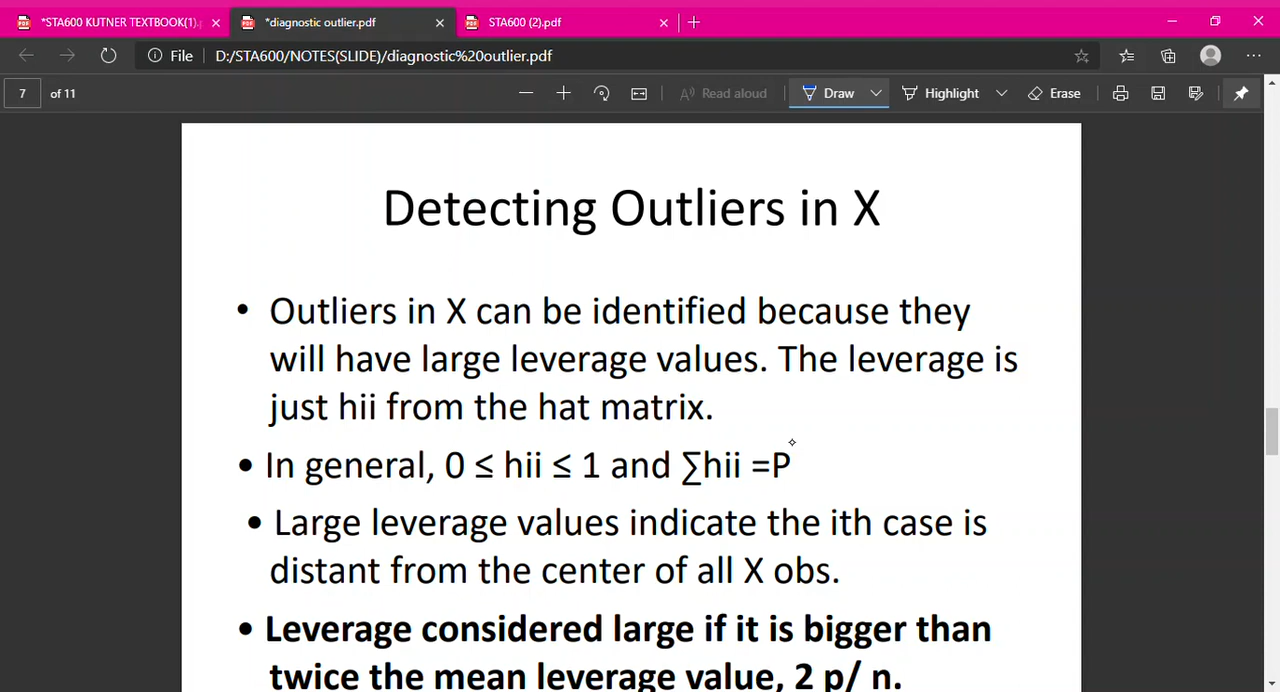 *STA600 KUTNER TEXTBOOK(1).
*diagnostic outlier.pdf
STA600 (2).pdf
File
D:/STA600/NOTES(SLIDE)/diagnostic%20outlier.pdf
7 of 11
Read aloud
Draw
Highlight
Erase
Detecting Outliers in X
• Outliers in X can be identified because they
will have large leverage values. The leverage is
just hii from the hat matrix.
• In general, 0 ≤ hii ≤ 1 and ∑hii =P
• Large leverage values indicate the ith case is
distant from the center of all X obs.
• Leverage considered large if it is bigger than
twice the mean leverage value, 2 p/ n.